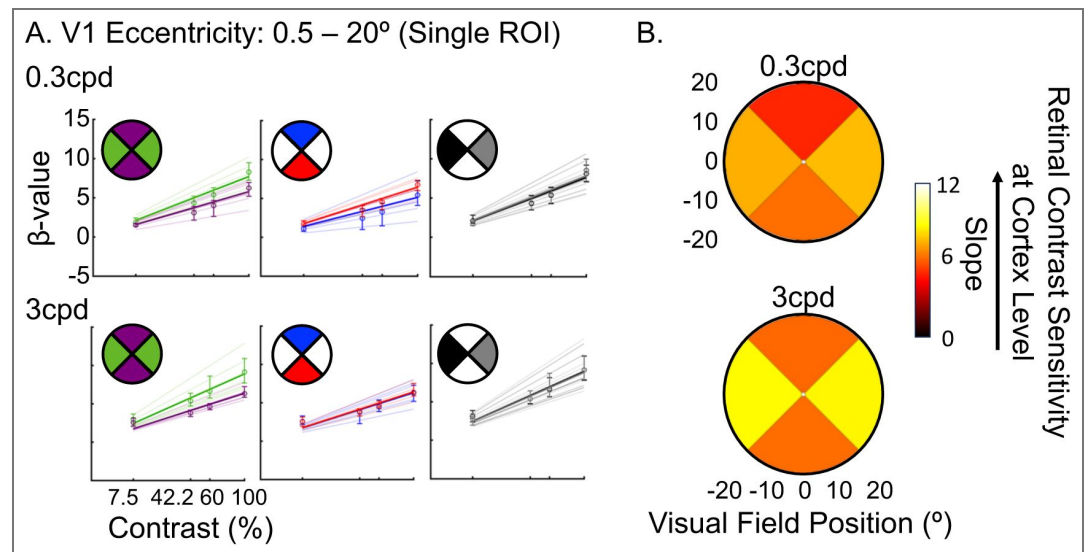 A. V1 Eccentricity: 0.5 – 20º (Single ROI)
0.3cpd
15
10
5
0
-5
β-value
3cpd
7.5 42.2 60 100
Contrast (%)
B.
0.3cpd
20
10
0
-10
-20
3cpd
-20 -10 0 10 20
Visual Field Position (º)
12
6
0
Slope
Retinal Contrast Sensitivity
at Cortex Level